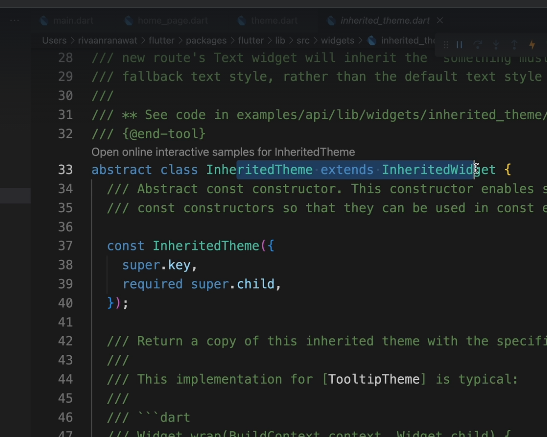 main.dart
home_page.dart
theme.dart
inherited_theme.dart ×
Users > rivaanranawat > flutter > packages > flutter > lib > src > widgets > inherited_the
28 /// new route's Text widget will inherit the "something must
29 /// fallback text style, rather than the default text style
30 ///
31 /// ** See code in examples/api/lib/widgets/inherited_theme/
32 /// {@end-tool}
Open online interactive samples for InheritedTheme
33 abstract class InheritedTheme extends InheritedWidget {
34 /// Abstract const constructor. This constructor enables s
35 /// const constructors so that they can be used in const e
36
37 const InheritedTheme({
38 super.key,
39 required super.child,
40 });
41
42 /// Return a copy of this inherited theme with the specifi
43 ///
44 /// This implementation for [TooltipTheme] is typical:
45 ///
46 /// ```dart
47 /// Widget wrap(BuildContext context, Widget child) {